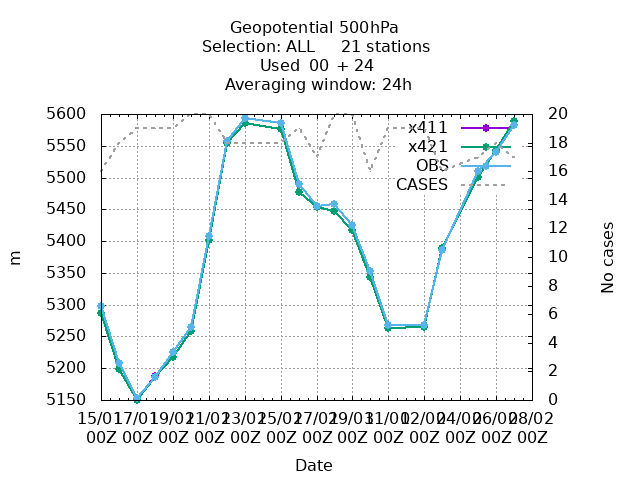 Geopotential 500hPa
Selection: ALL 21 stations
Used 00 + 24
Averaging window: 24h
x411
x421
OBS
CASES
5600
5550
5500
5450
5400
5350
5300
5250
5200
5150
m
20
18
16
14
12
10
8
6
4
2
0
No cases
15/01 17/01 19/01 21/01 23/01 25/01 27/01 29/01 31/01 02/02 24/02 26/02 28/02
00Z 00Z 00Z 00Z 00Z 00Z 00Z 00Z 00Z 00Z 00Z 00Z 00Z
Date